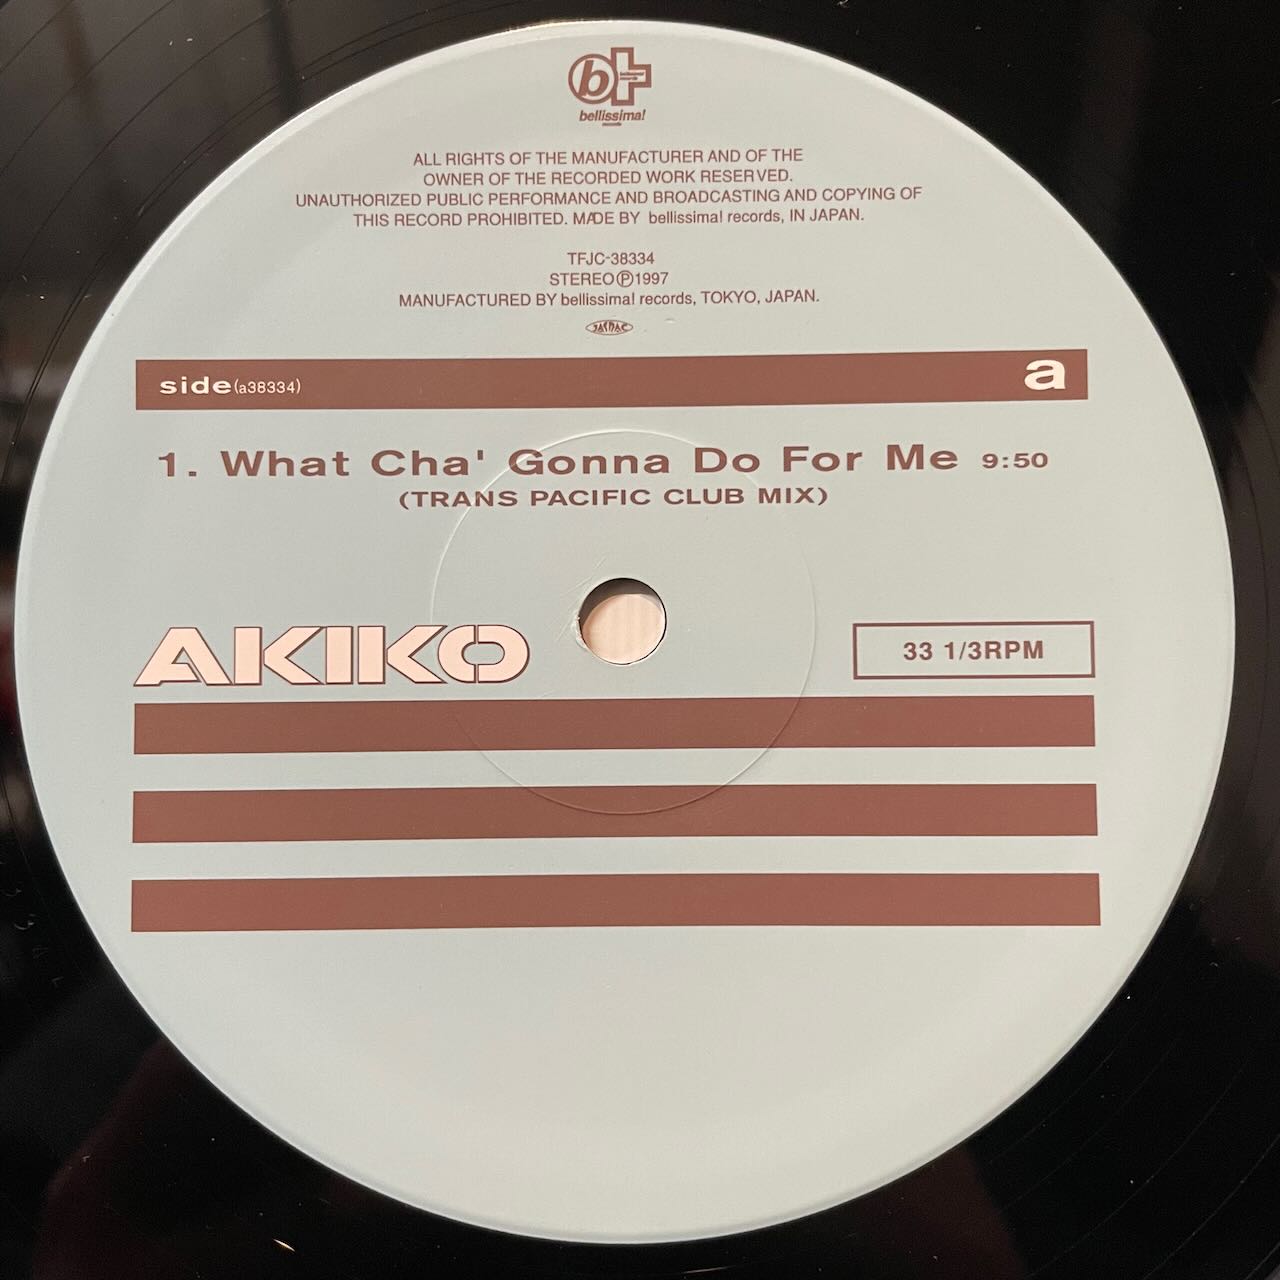 b
bellissima!
records
ALL RIGHTS OF THE MANUFACTURER AND OF THE
OWNER OF THE RECORDED WORK RESERVED.
UNAUTHORIZED PUBLIC PERFORMANCE AND BROADCASTING AND COPYING OF
THIS RECORD PROHIBITED. MADE BY bellissima! records, IN JAPAN.
TFJC-38334
STEREO Ⓟ1997
MANUFACTURED BY bellissima! records, TOKYO, JAPAN.
JASRAC
side(a38334) a
1. What Cha' Gonna Do For Me 9:50
(TRANS PACIFIC CLUB MIX)
AKIKO
33 1/3RPM